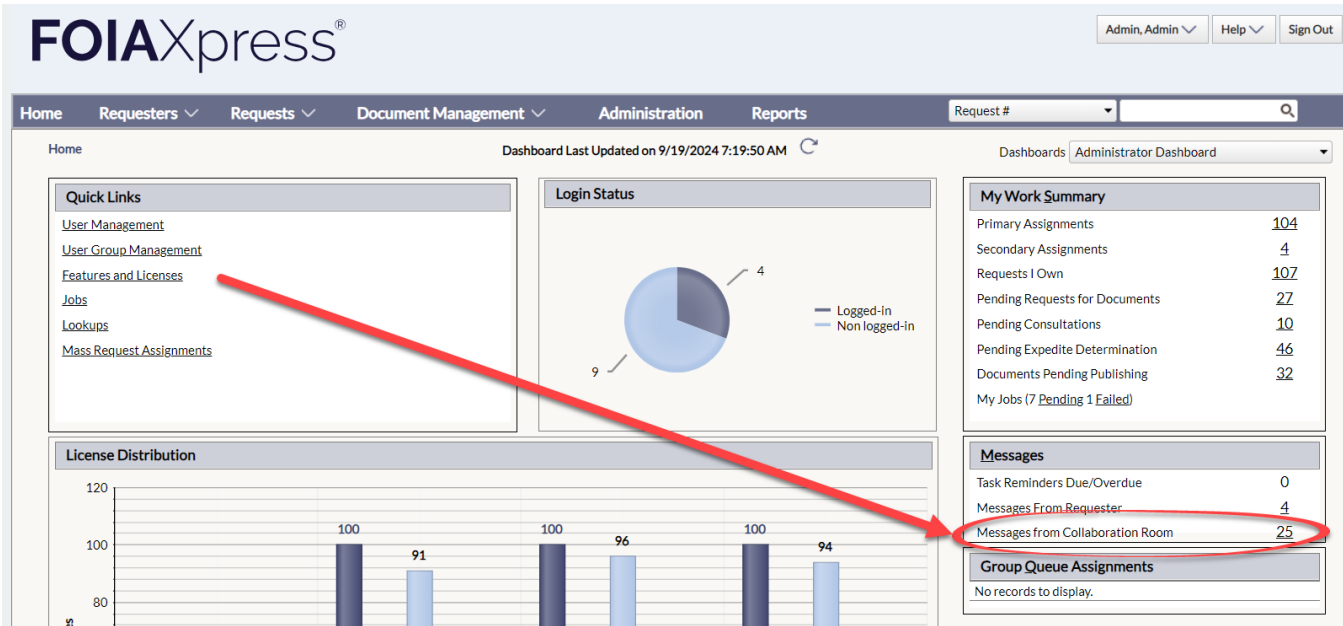 FOIAXpress®
Admin, Admin
Help
Sign Out
Home
Requesters
Requests
Document Management
Administration
Reports
Request #
Home
Dashboard Last Updated on 9/19/2024 7:19:50 AM
Dashboards
Administrator Dashboard
Quick Links
User Management
User Group Management
Features and Licenses
Jobs
Lookups
Mass Request Assignments
Login Status
4
9
Logged-in
Non logged-in
My Work Summary
Primary Assignments 104
Secondary Assignments 4
Requests I Own 107
Pending Requests for Documents 27
Pending Consultations 10
Pending Expedite Determination 46
Documents Pending Publishing 32
My Jobs (7 Pending 1 Failed)
License Distribution
120
100
80
100
91
100
96
100
94
Messages
Task Reminders Due/Overdue 0
Messages From Requester 4
Messages from Collaboration Room 25
Group Queue Assignments
No records to display.